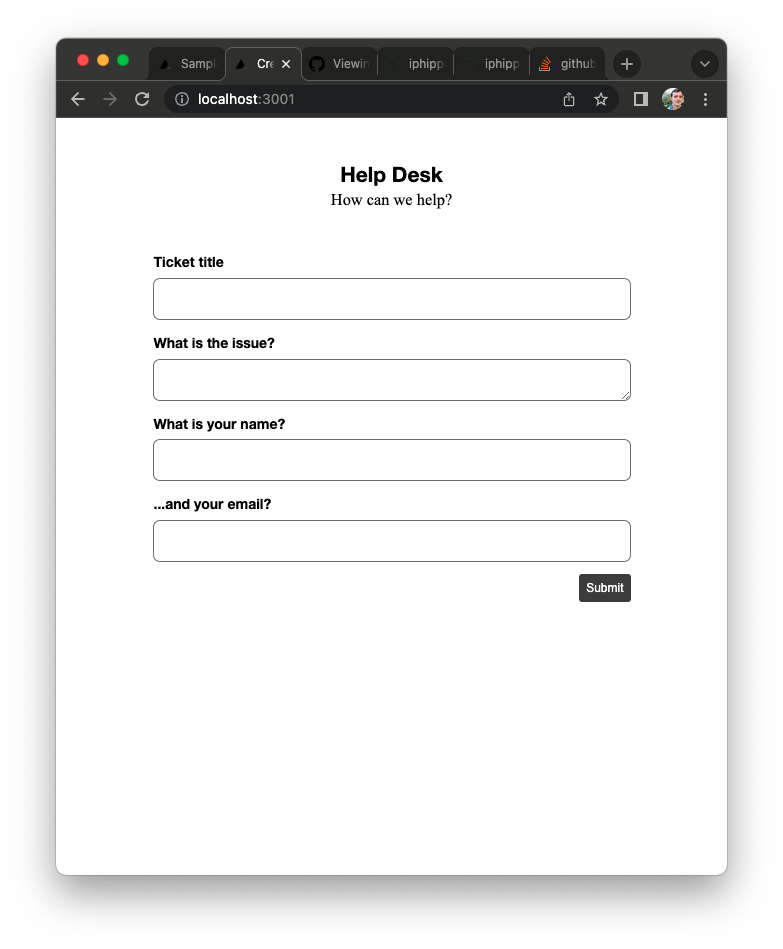 Sampl
Cre
Viewin
iphipp
iphipp
github
localhost:3001
Help Desk
How can we help?
Ticket title
What is the issue?
What is your name?
...and your email?
Submit